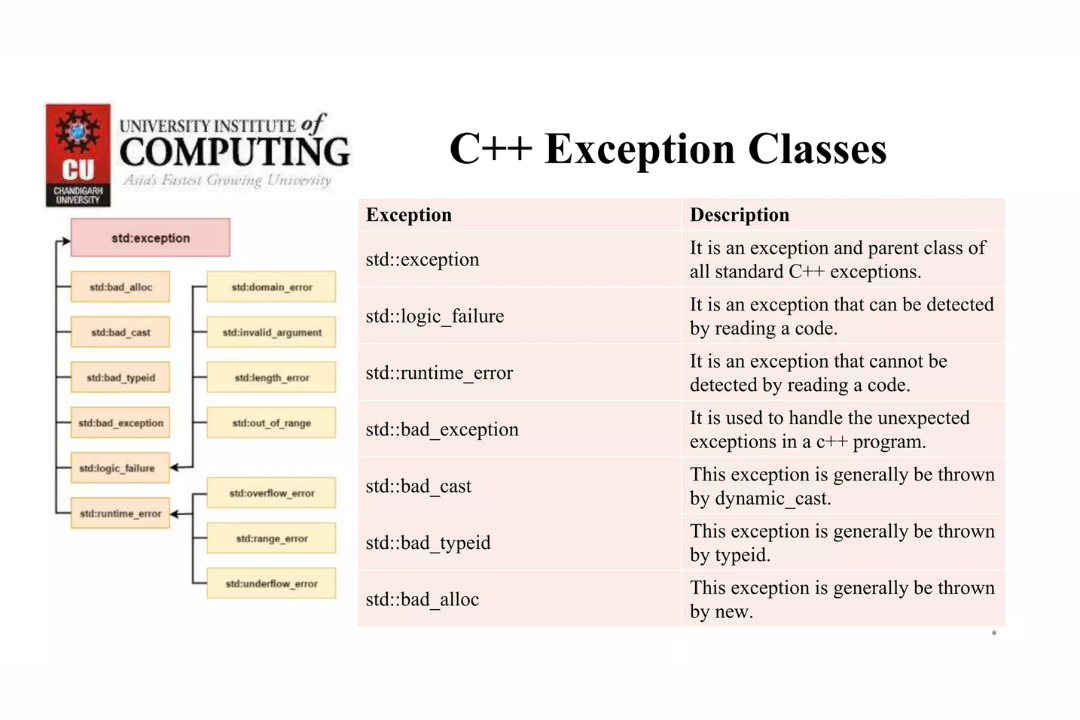 UNIVERSITY INSTITUTE of
COMPUTING
Asia's Fastest Growing University
CU
CHANDIGARH
UNIVERSITY
C++ Exception Classes
std:exception
std:bad_alloc
std:bad_cast
std:bad_typeid
std:bad_exception
std:logic_failure
std:runtime_error
std:domain_error
std:invalid_argument
std:length_error
std:out_of_range
std:overflow_error
std:range_error
std:underflow_error
Exception Description
std::exception It is an exception and parent class of
all standard C++ exceptions.
std::logic_failure It is an exception that can be detected
by reading a code.
std::runtime_error It is an exception that cannot be
detected by reading a code.
std::bad_exception It is used to handle the unexpected
exceptions in a c++ program.
std::bad_cast This exception is generally be thrown
by dynamic_cast.
std::bad_typeid This exception is generally be thrown
by typeid.
std::bad_alloc This exception is generally be thrown
by new.
*